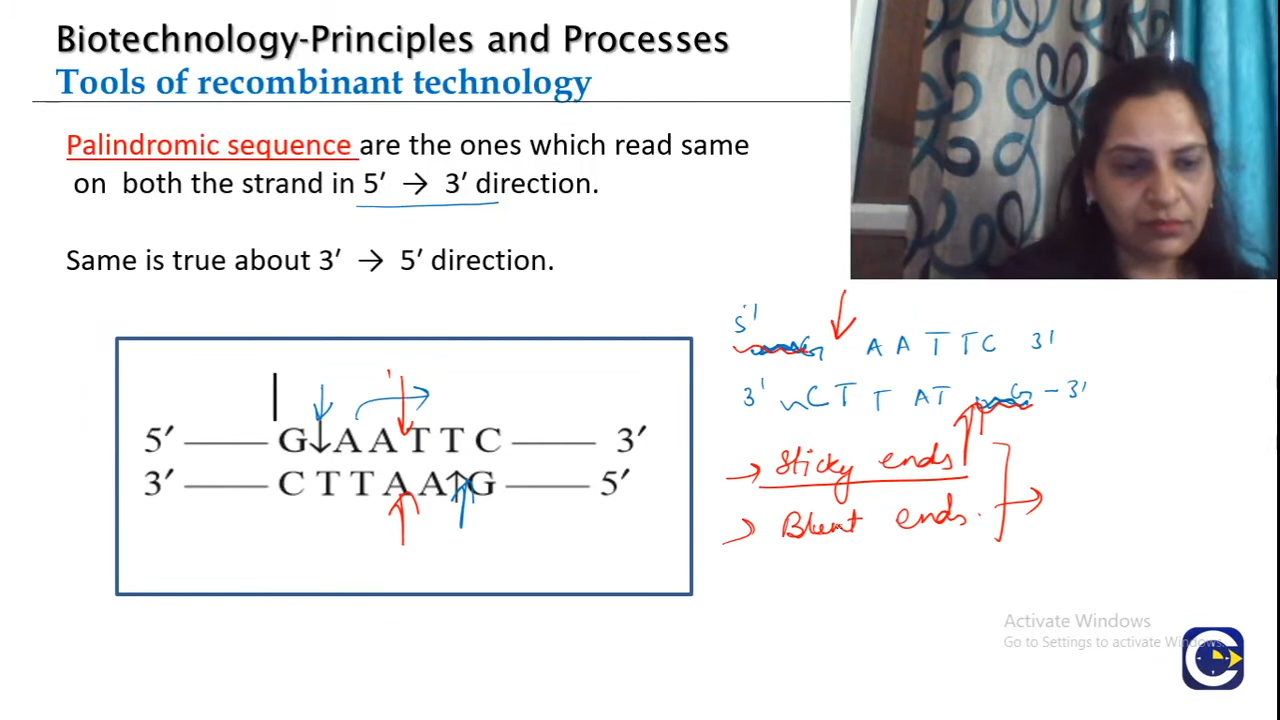 Biotechnology-Principles and Processes
Tools of recombinant technology
Palindromic sequence are the ones which read same
on both the strand in 5′ → 3′ direction.
Same is true about 3′ → 5′ direction.
5′ —— G↓AATTC —— 3′
3′ —— CTTAA↑G —— 5′
5' G A A T T C 3'
3' C T T A T G - 3'
→ Sticky ends
→ Blunt ends.
Activate Windows
Go to Settings to activate Windows.